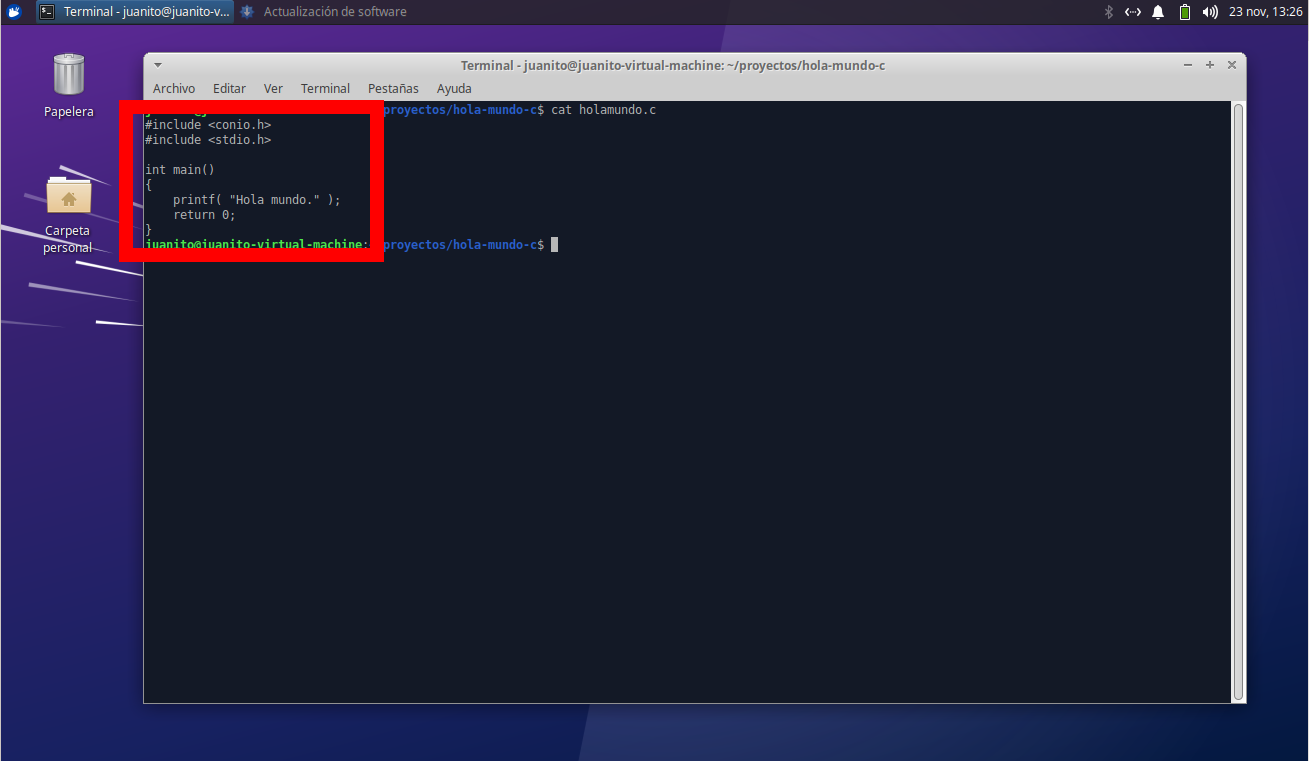 Terminal - juanito@juanito-v...
Actualización de software
23 nov, 13:26
Papelera
Carpeta
personal
Terminal - juanito@juanito-virtual-machine: ~/proyectos/hola-mundo-c
Archivo Editar Ver Terminal Pestañas Ayuda
proyectos/hola-mundo-c$ cat holamundo.c
#include <conio.h>
#include <stdio.h>
int main()
{
    printf( "Hola mundo." );
    return 0;
}
juanito@juanito-virtual-machine: proyectos/hola-mundo-c$